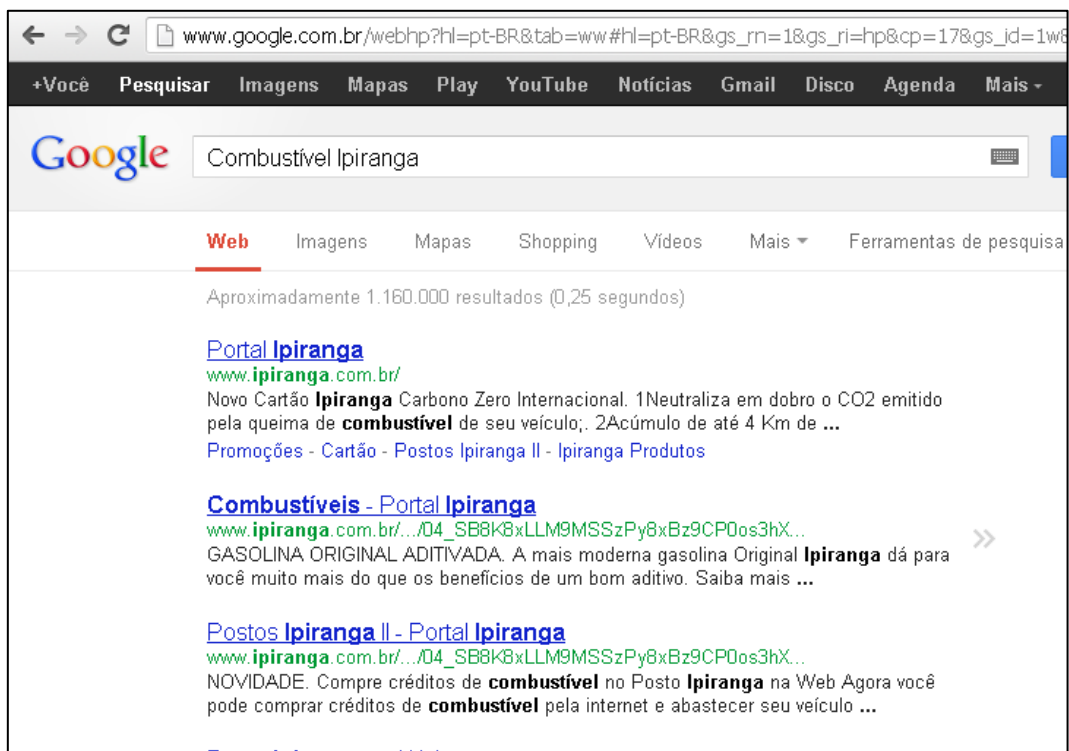 www.google.com.br/webhp?hl=pt-BR&tab=ww#hl=pt-BR&gs_rn=1&gs_ri=hp&cp=17&gs_id=1w8
+Você Pesquisar Imagens Mapas Play YouTube Notícias Gmail Disco Agenda Mais
Google Combustível Ipiranga
Web Imagens Mapas Shopping Vídeos Mais Ferramentas de pesquisa
Aproximadamente 1.160.000 resultados (0,25 segundos)
Portal Ipiranga
www.ipiranga.com.br/
Novo Cartão Ipiranga Carbono Zero Internacional. 1Neutraliza em dobro o CO2 emitido
pela queima de combustível de seu veículo;. 2Acúmulo de até 4 Km de ...
Promoções - Cartão - Postos Ipiranga II - Ipiranga Produtos
Combustíveis - Portal Ipiranga
www.ipiranga.com.br/.../04_SB8K8xLLM9MSSzPy8xBz9CP0os3hX...
GASOLINA ORIGINAL ADITIVADA. A mais moderna gasolina Original Ipiranga dá para
você muito mais do que os benefícios de um bom aditivo. Saiba mais ...
Postos Ipiranga II - Portal Ipiranga
www.ipiranga.com.br/.../04_SB8K8xLLM9MSSzPy8xBz9CP0os3hX...
NOVIDADE. Compre créditos de combustível no Posto Ipiranga na Web Agora você
pode comprar créditos de combustível pela internet e abastecer seu veículo ...